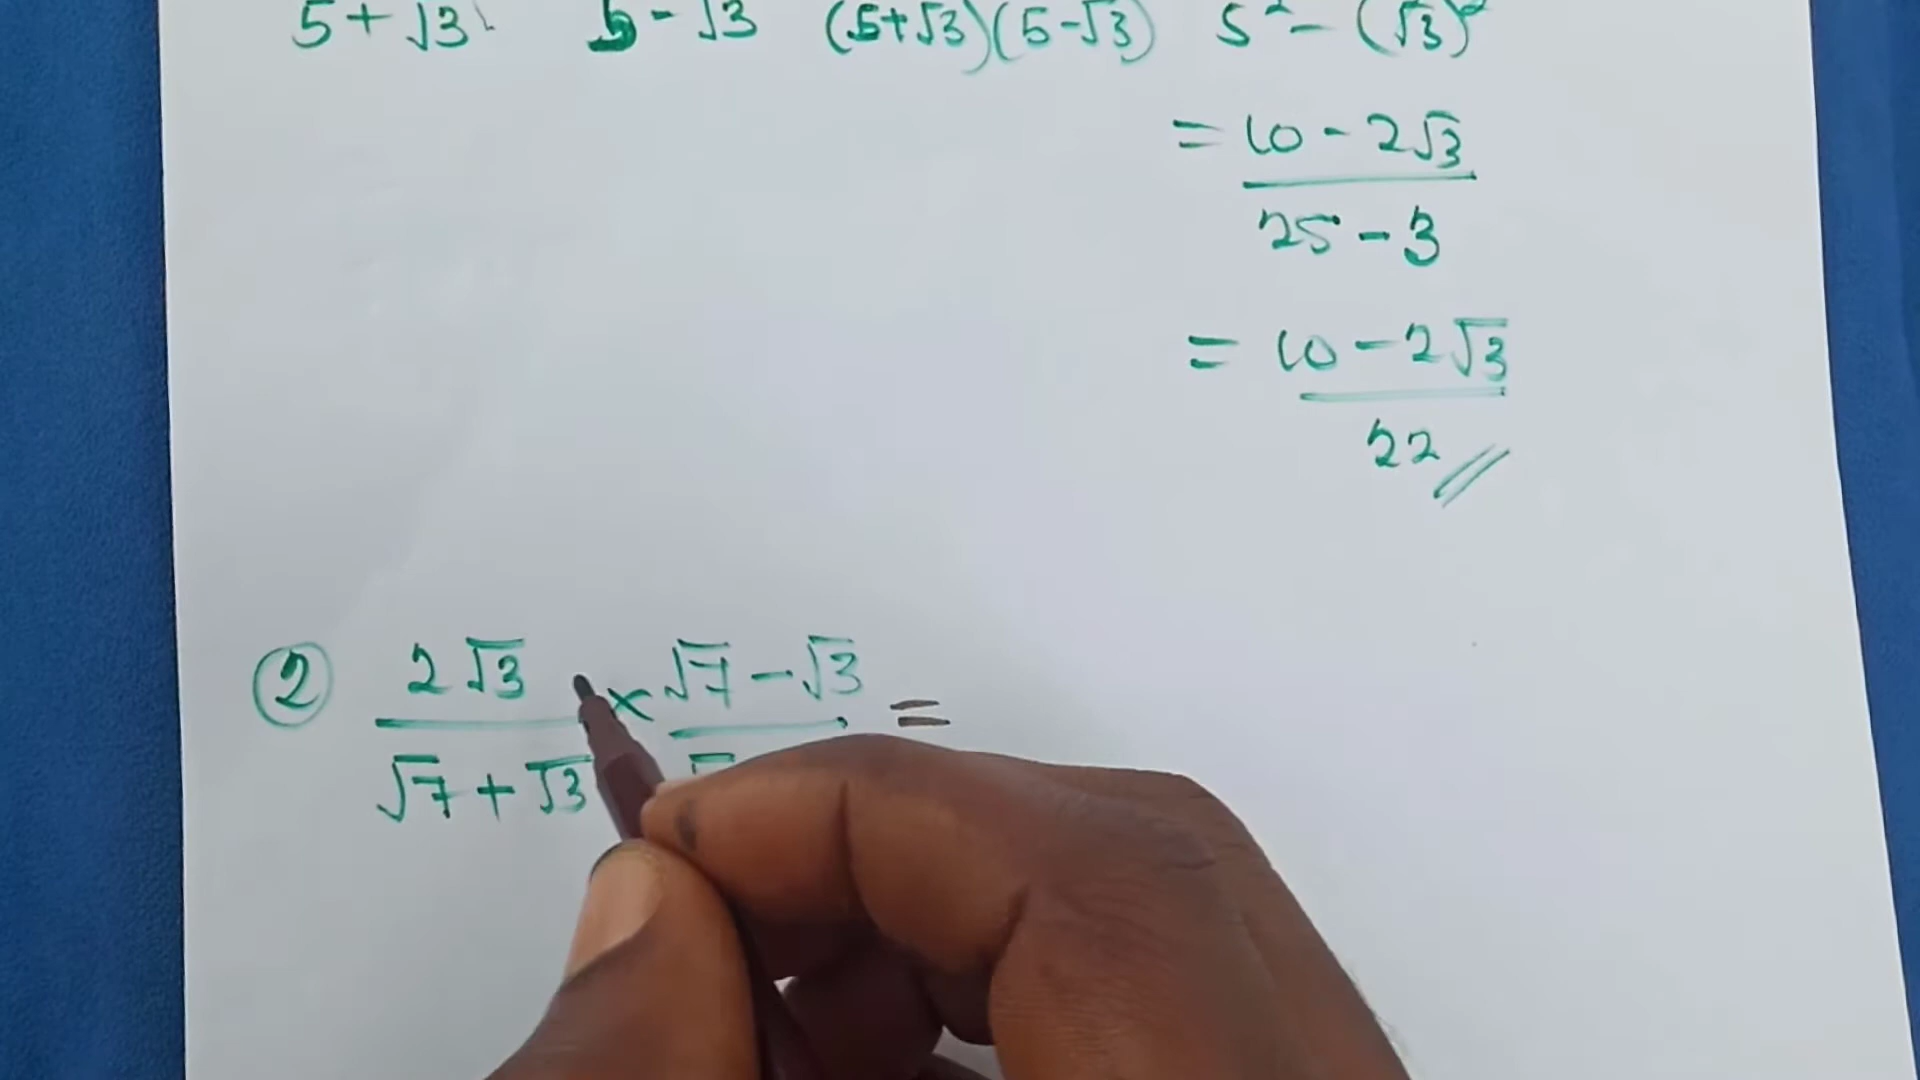 5 + √3 5 - √3 (5+√3)(5-√3) 5² - (√3)²
= 10 - 2√3
25 - 3
= 10 - 2√3
22
② 2√3 × √7 - √3 =
√7 + √3